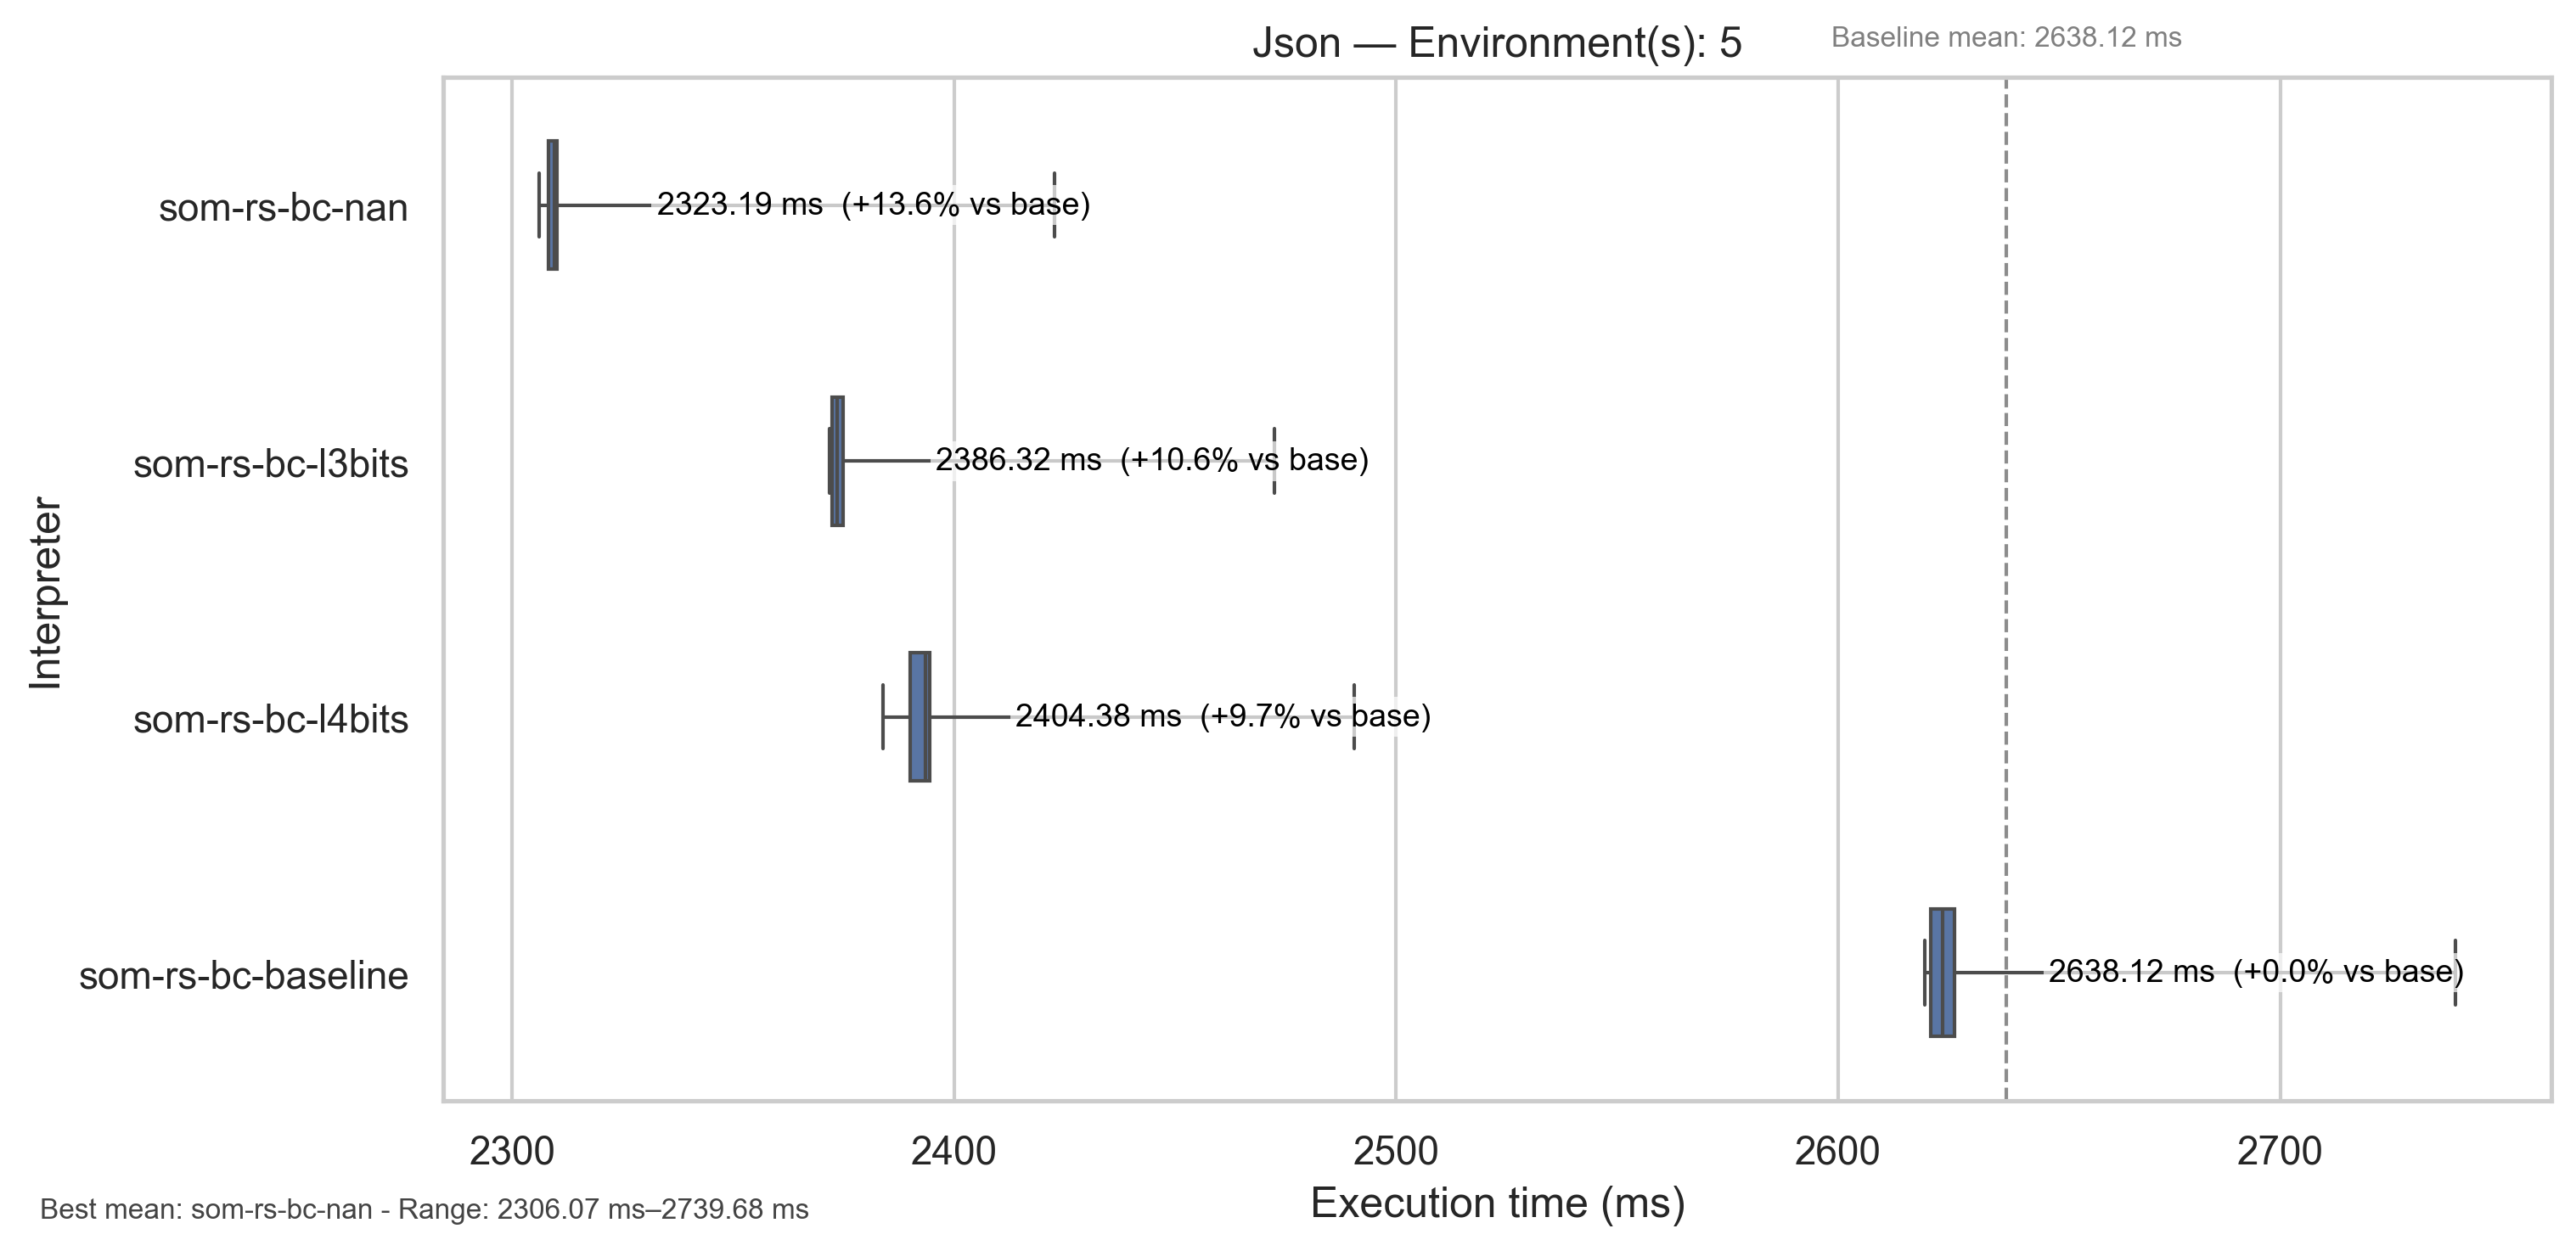 Json — Environment(s): 5
Baseline mean: 2638.12 ms
Interpreter
som-rs-bc-nan
2323.19 ms (+13.6% vs base)
som-rs-bc-l3bits
2386.32 ms (+10.6% vs base)
som-rs-bc-l4bits
2404.38 ms (+9.7% vs base)
som-rs-bc-baseline
2638.12 ms (+0.0% vs base)
2300 2400 2500 2600 2700
Execution time (ms)
Best mean: som-rs-bc-nan - Range: 2306.07 ms–2739.68 ms